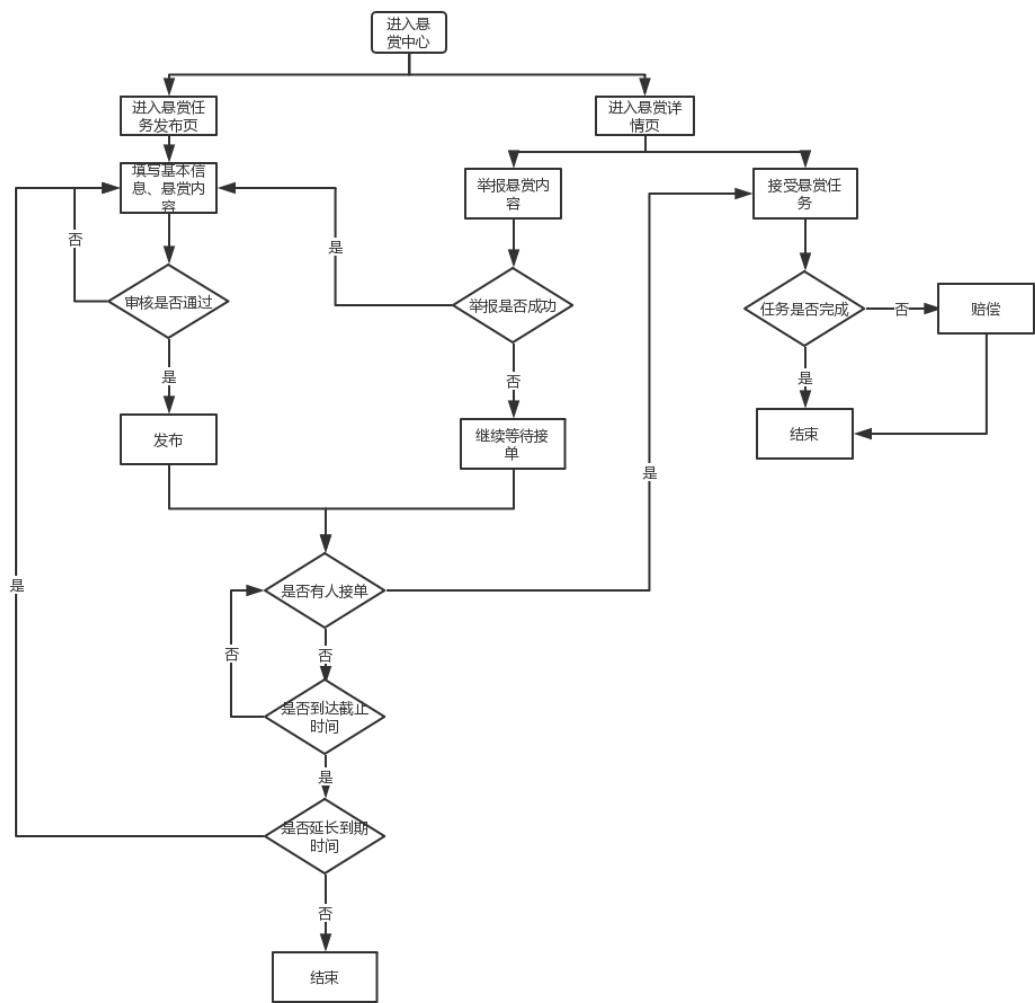 进入悬
赏中心
进入悬赏任
务发布页
进入悬赏详
情页
填写基本信
息、悬赏内
容
举报悬赏内
容
接受悬赏任
务
否
是
审核是否通过
举报是否成功
任务是否完成
否
赔偿
是
否
是
发布
继续等待接
单
结束
是
是
是否有人接单
否
否
是否到达截止
时间
是
是否延长到期
时间
否
结束